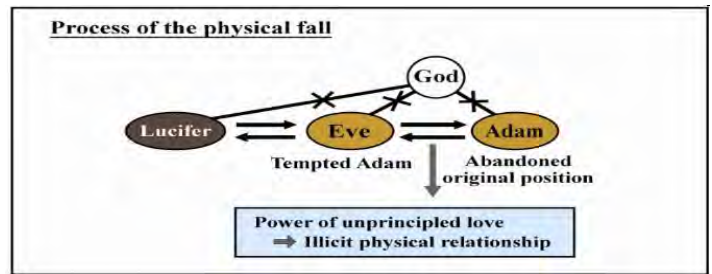 Process of the physical fall
God
Lucifer
Eve
Adam
Tempted Adam
Abandoned
original position
Power of unprincipled love
Illicit physical relationship